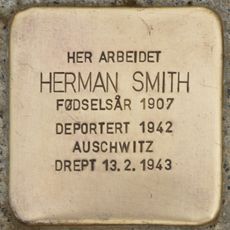 HER ARBEIDET
HERMAN SMITH
FØDSELSÅR 1907
DEPORTERT 1942
AUSCHWITZ
DREPT 13.2.1943